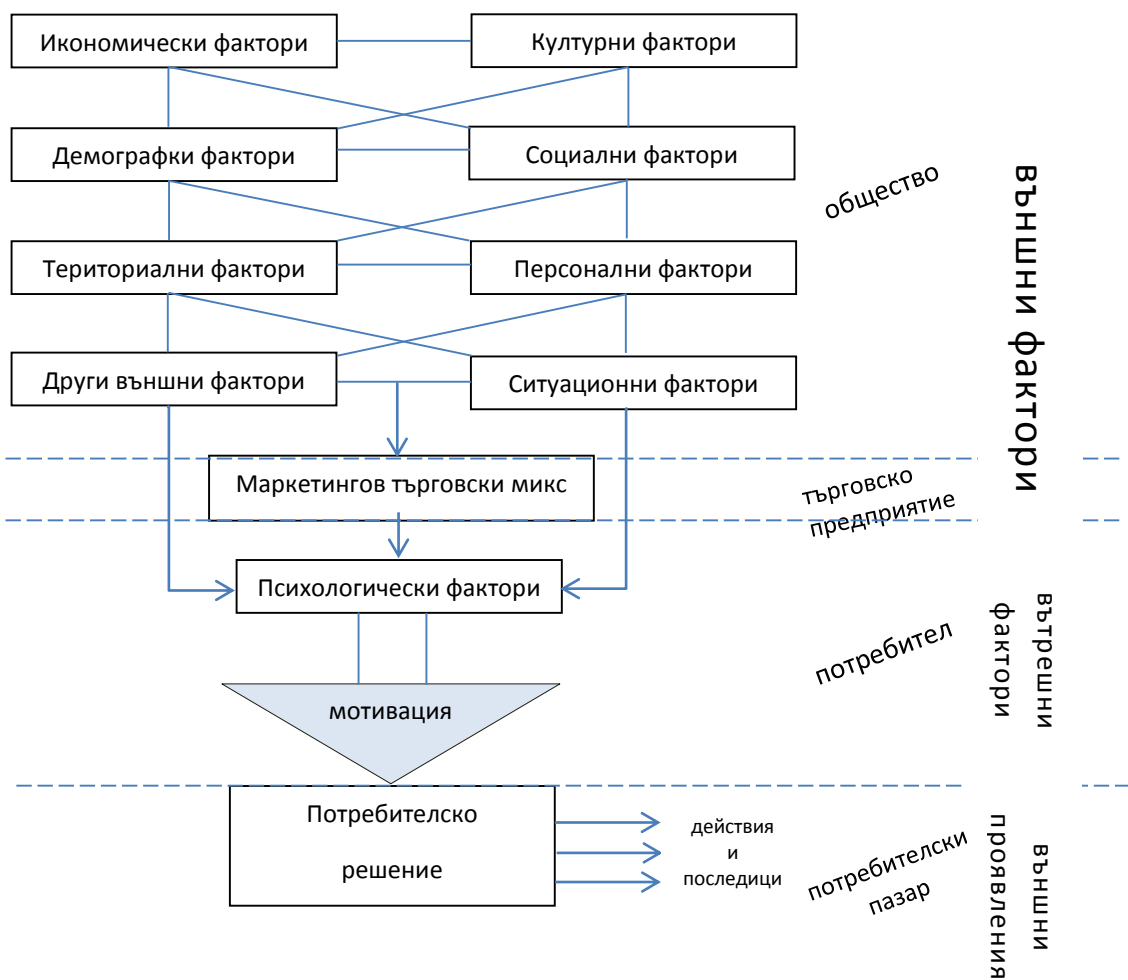 Икономически фактори
Културни фактори
Демографки фактори
Социални фактори
Териториални фактори
Персонални фактори
Други външни фактори
Ситуационни фактори
общество
външни фактори
Маркетингов търговски микс
търговско
предприятие
Психологически фактори
потребител
вътрешни
фактори
мотивация
Потребителско
решение
действия
и
последици
потребителски
пазар
външни
проявления